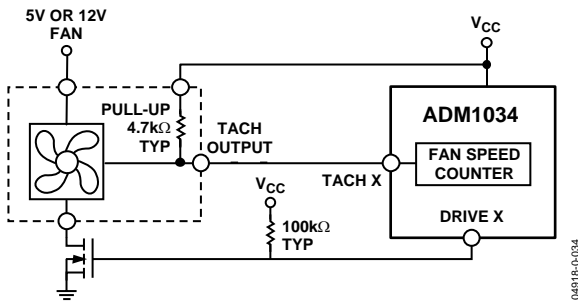 5V OR 12V
FAN
VCC
PULL-UP
4.7kΩ
TYP
TACH
OUTPUT
ADM1034
FAN SPEED
COUNTER
TACH X
VCC
100kΩ
TYP
DRIVE X
04918-0-034